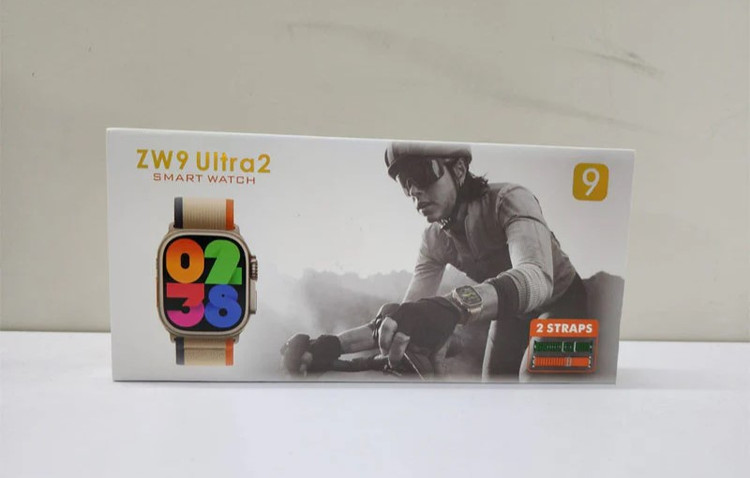 ZW9 Ultra2
SMART WATCH
9
02
38
2 STRAPS